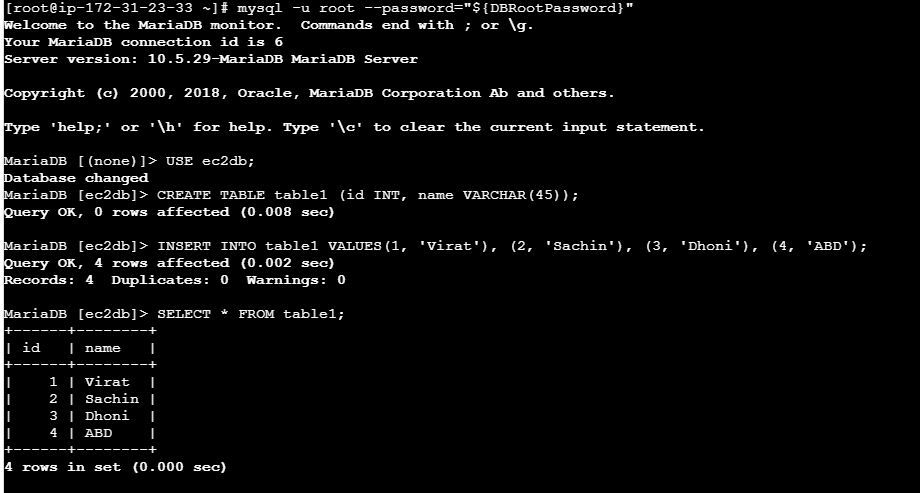 [root@ip-172-31-23-33 ~]# mysql -u root --password="${DBRootPassword}"
Welcome to the MariaDB monitor.  Commands end with ; or \g.
Your MariaDB connection id is 6
Server version: 10.5.29-MariaDB MariaDB Server

Copyright (c) 2000, 2018, Oracle, MariaDB Corporation Ab and others.

Type 'help;' or '\h' for help. Type '\c' to clear the current input statement.

MariaDB [(none)]> USE ec2db;
Database changed
MariaDB [ec2db]> CREATE TABLE table1 (id INT, name VARCHAR(45));
Query OK, 0 rows affected (0.008 sec)

MariaDB [ec2db]> INSERT INTO table1 VALUES(1, 'Virat'), (2, 'Sachin'), (3, 'Dhoni'), (4, 'ABD');
Query OK, 4 rows affected (0.002 sec)
Records: 4  Duplicates: 0  Warnings: 0

MariaDB [ec2db]> SELECT * FROM table1;
+------+--------+
| id   | name   |
+------+--------+
|    1 | Virat  |
|    2 | Sachin |
|    3 | Dhoni  |
|    4 | ABD    |
+------+--------+
4 rows in set (0.000 sec)